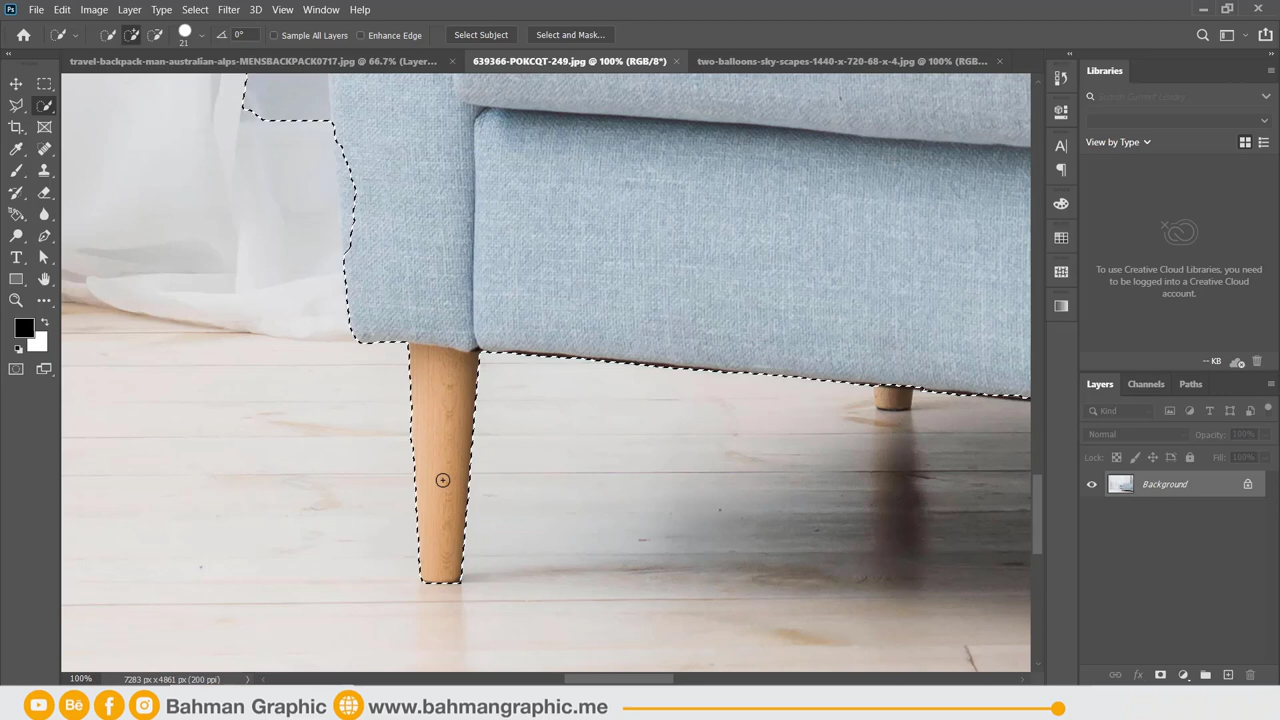 Ps File Edit Image Layer Type Select Filter 3D View Window Help
21 0° Sample All Layers Enhance Edge Select Subject Select and Mask...
travel-backpack-man-australian-alps-MENSBACKPACK0717.jpg @ 66.7% (Layer... × 639366-POKCQT-249.jpg @ 100% (RGB/8*) × two-balloons-sky-scapes-1440-x-720-68-x-4.jpg @ 100% (RGB... ×
Libraries
Search Current Library
View by Type
To use Creative Cloud Libraries, you need
to be logged into a Creative Cloud
account.
-- KB
Layers Channels Paths
Kind
Normal Opacity: 100%
Lock: Fill: 100%
Background
100% 7283 px x 4861 px (200 ppi)
Bē f Bahman Graphic www.bahmangraphic.me